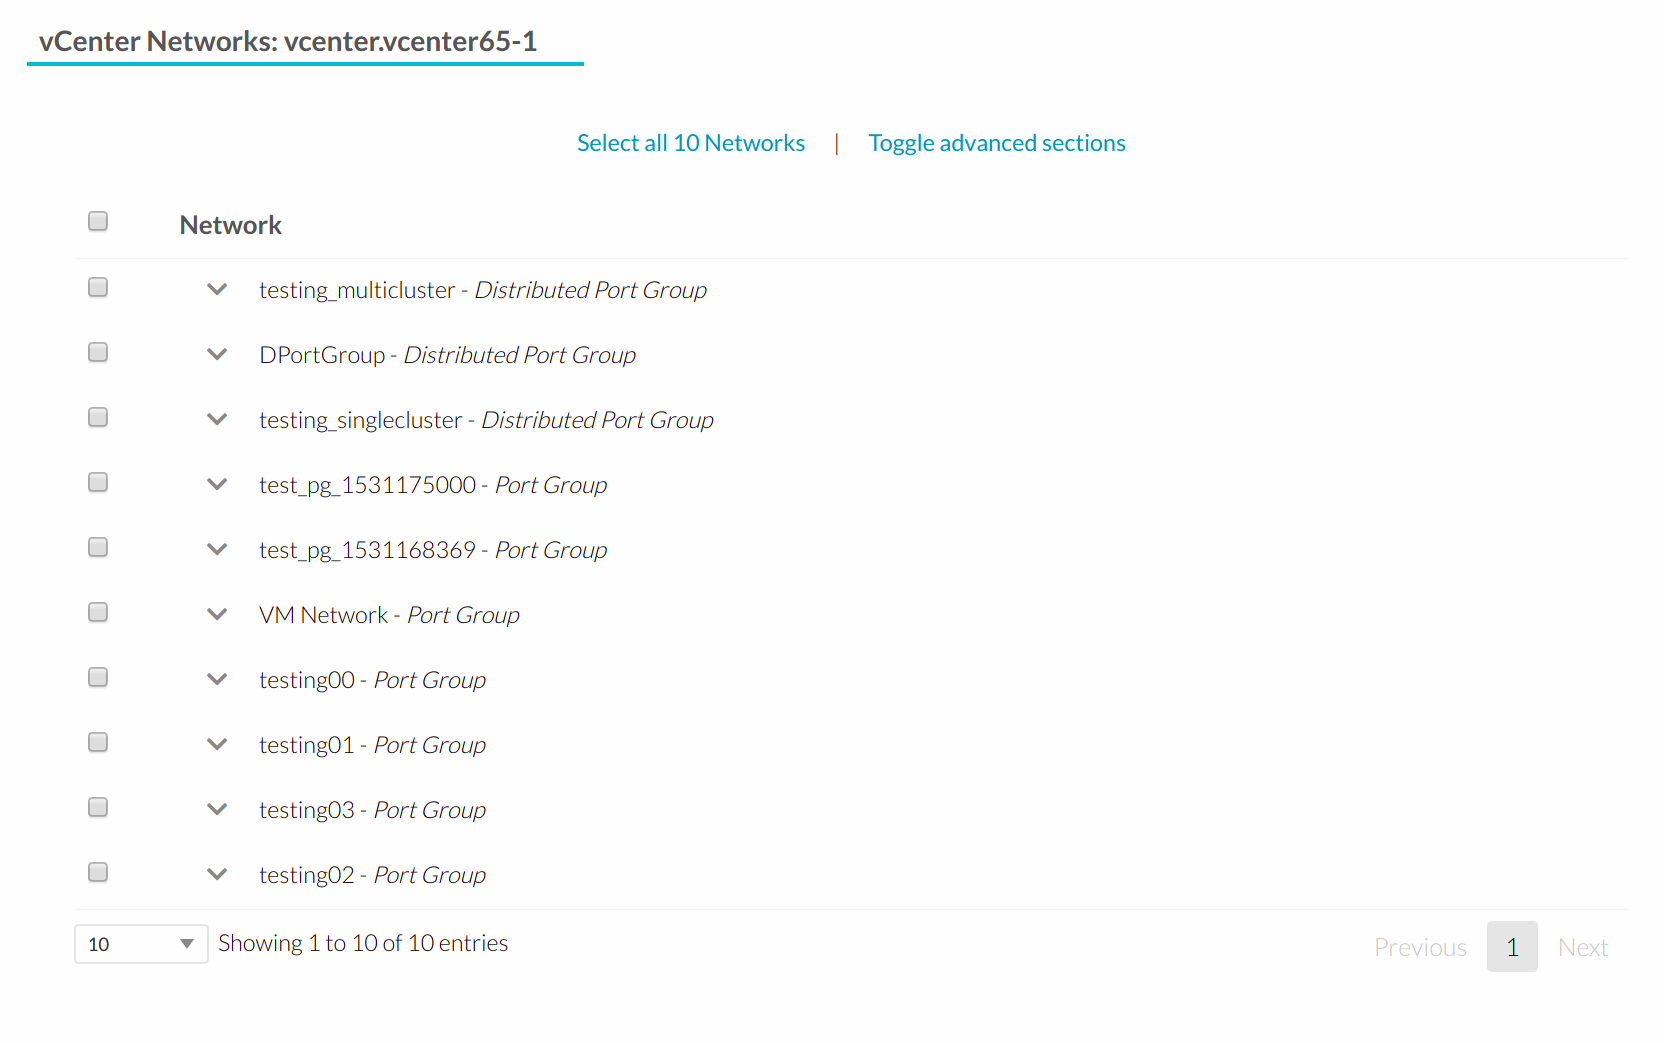 vCenter Networks: vcenter.vcenter65-1
Select all 10 Networks | Toggle advanced sections
Network
testing_multicluster - Distributed Port Group
DPortGroup - Distributed Port Group
testing_singlecluster - Distributed Port Group
test_pg_1531175000 - Port Group
test_pg_1531168369 - Port Group
VM Network - Port Group
testing00 - Port Group
testing01 - Port Group
testing03 - Port Group
testing02 - Port Group
10 Showing 1 to 10 of 10 entries Previous 1 Next